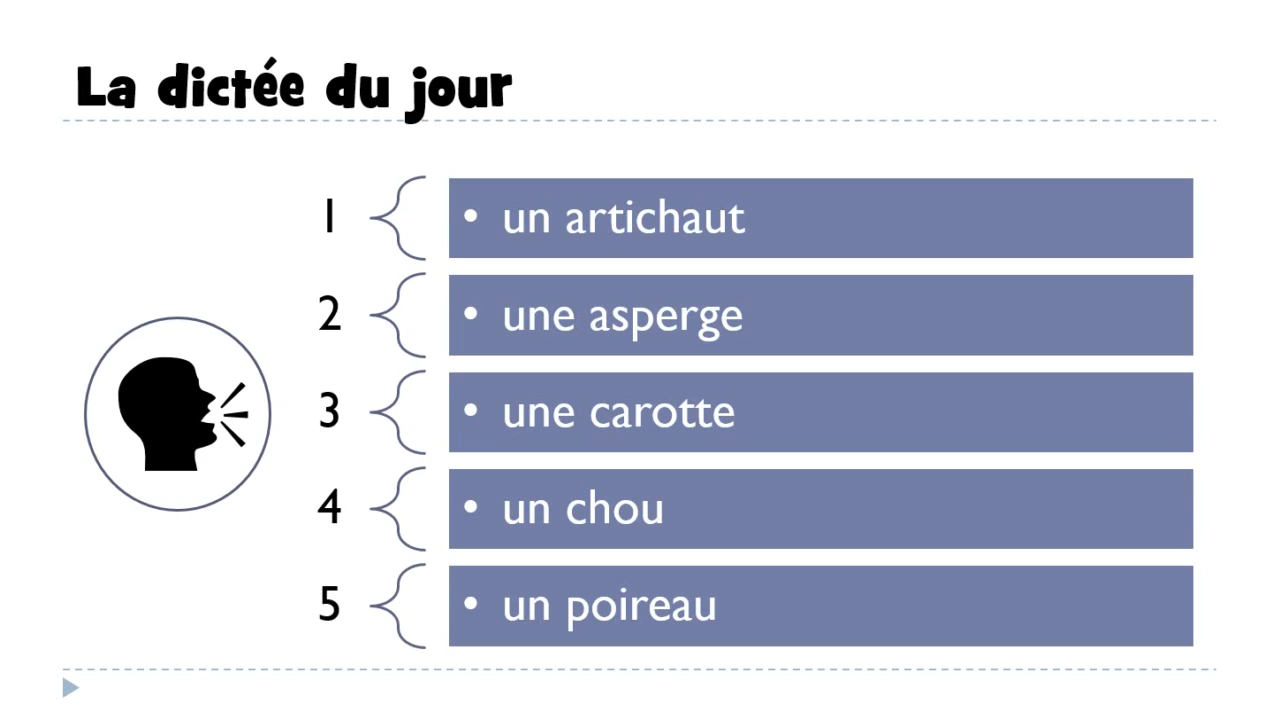 La dictée du jour
1
• un artichaut
2
• une asperge
3
• une carotte
4
• un chou
5
• un poireau